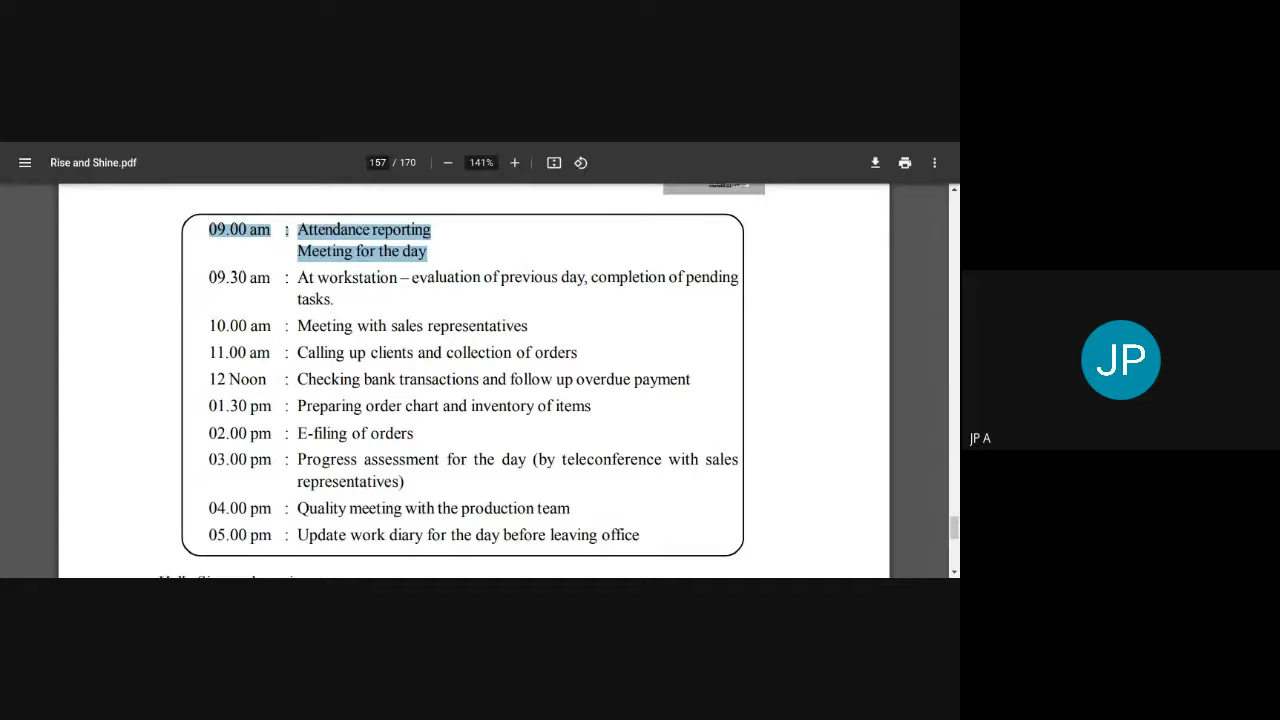 Rise and Shine.pdf
157 / 170
141%
09.00 am : Attendance reporting
Meeting for the day
09.30 am : At workstation – evaluation of previous day, completion of pending
tasks.
10.00 am : Meeting with sales representatives
11.00 am : Calling up clients and collection of orders
12 Noon : Checking bank transactions and follow up overdue payment
01.30 pm : Preparing order chart and inventory of items
02.00 pm : E-filing of orders
03.00 pm : Progress assessment for the day (by teleconference with sales
representatives)
04.00 pm : Quality meeting with the production team
05.00 pm : Update work diary for the day before leaving office
JP
JP A